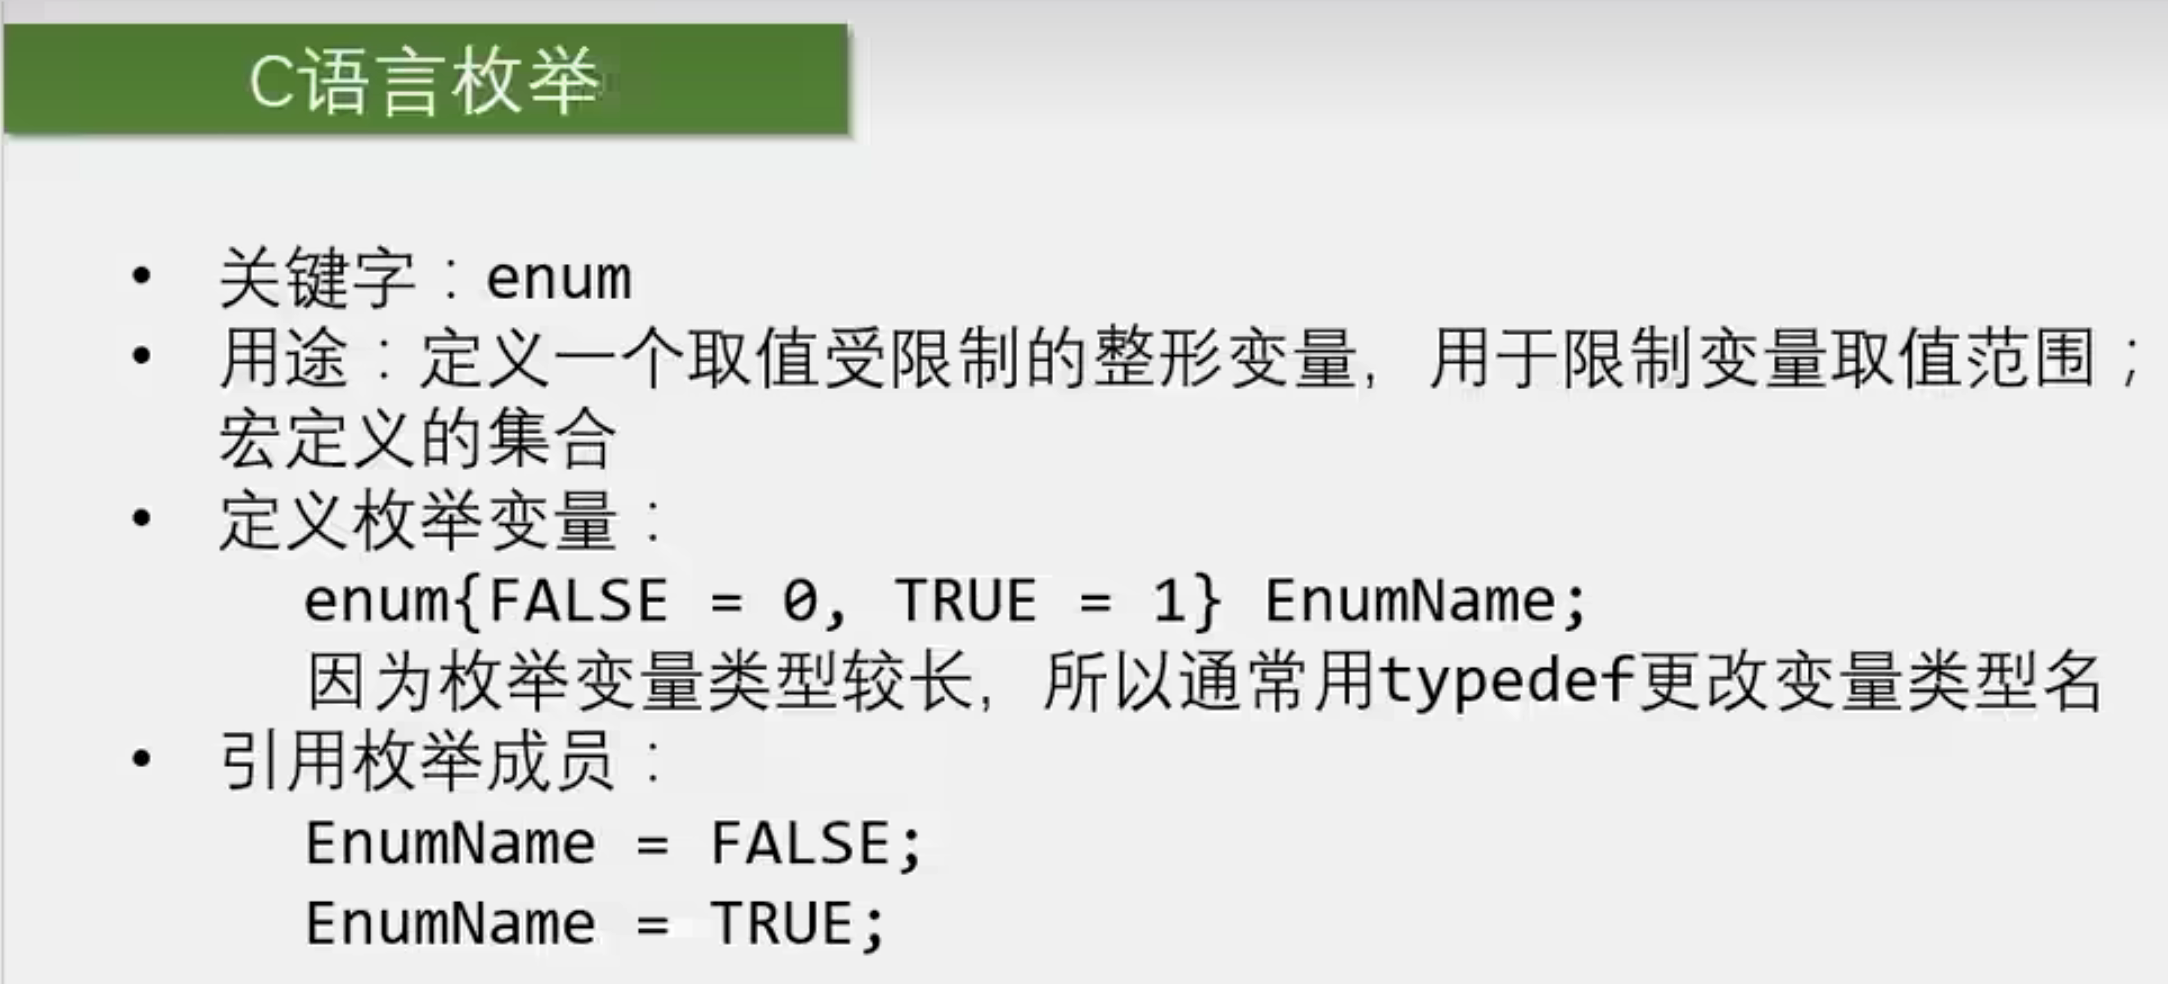 C语言枚举
• 关键字：enum
• 用途：定义一个取值受限制的整形变量，用于限制变量取值范围；
宏定义的集合
• 定义枚举变量：
enum{FALSE = 0, TRUE = 1} EnumName;
因为枚举变量类型较长，所以通常用typedef更改变量类型名
• 引用枚举成员：
EnumName = FALSE;
EnumName = TRUE;